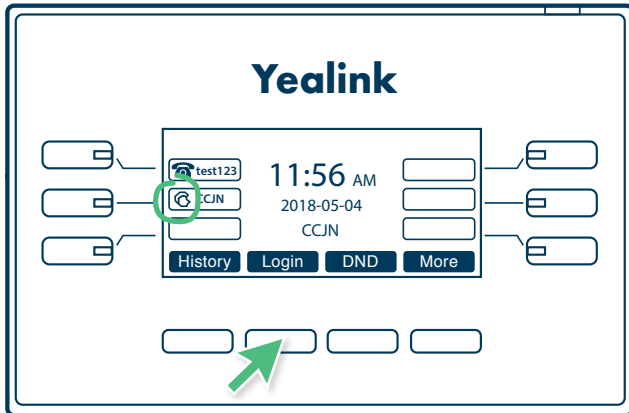 Yealink
test123
11:56 AM
CCJN
2018-05-04
CCJN
History Login DND More